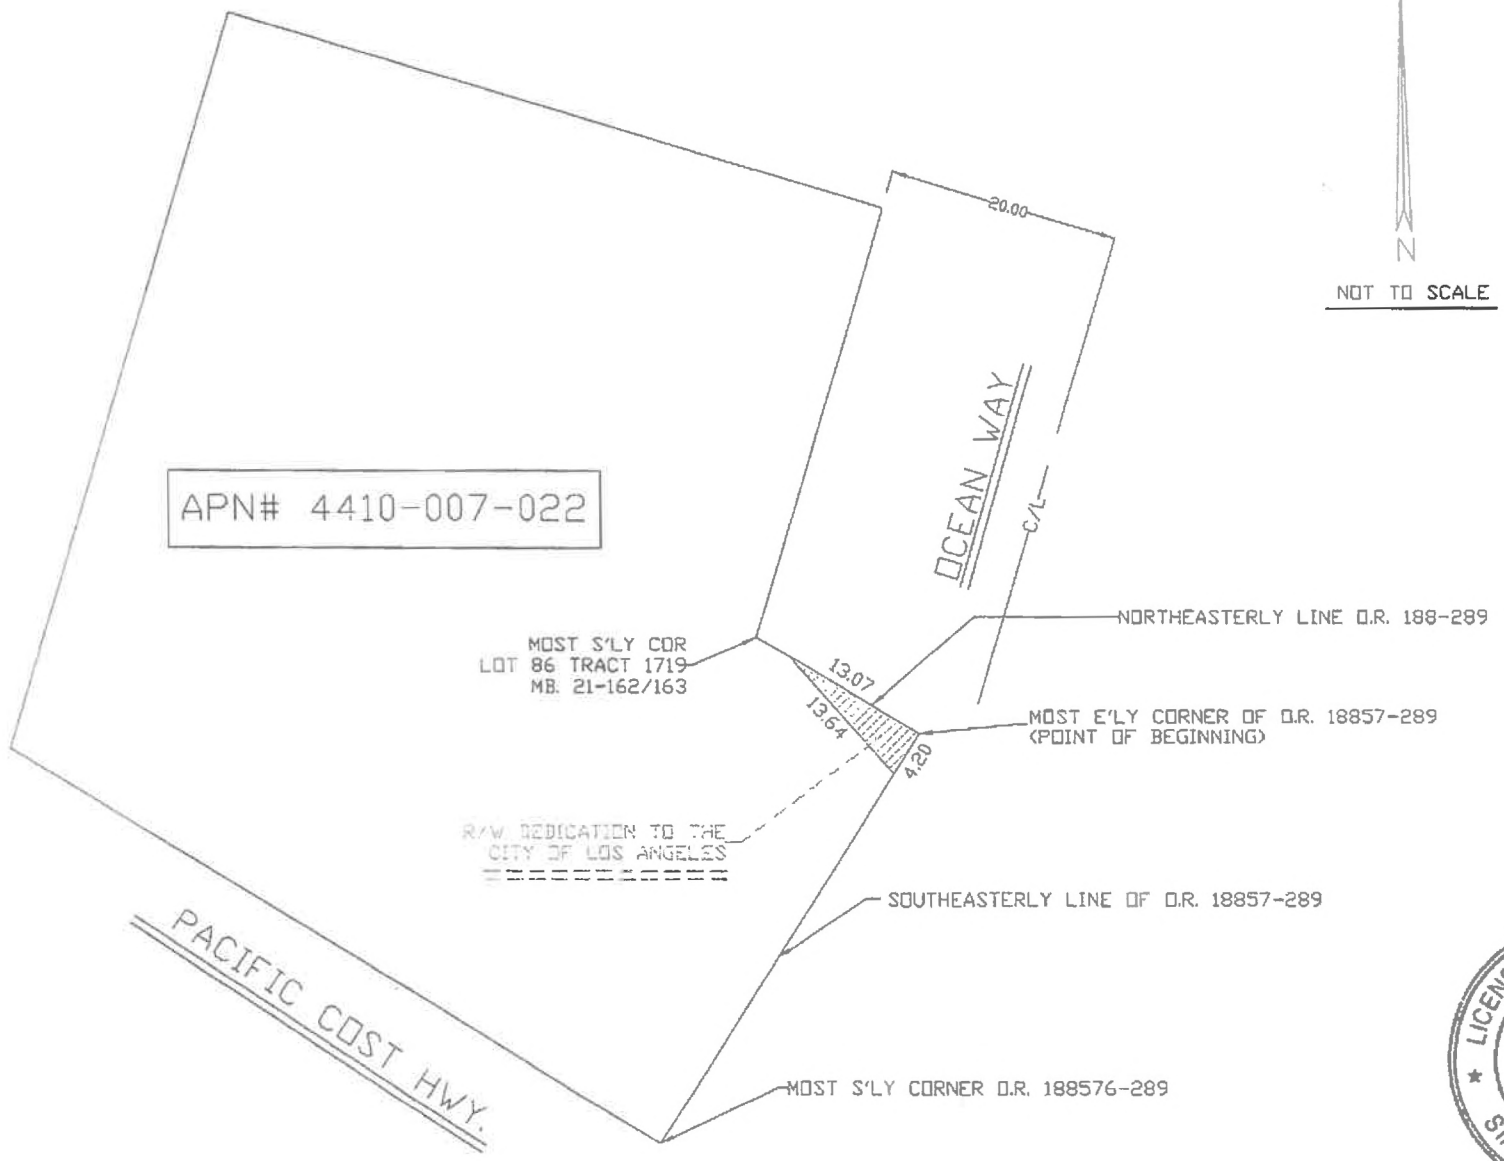 20.00
N
NOT TO SCALE
OCEAN WAY
C/L
APN# 4410-007-022
NORTHEASTERLY LINE O.R. 188-289
MOST S'LY COR
LOT 86 TRACT 1719
MB. 21-162/163
13.07
13.64
4.20
MOST E'LY CORNER OF O.R. 18857-289
(POINT OF BEGINNING)
R/W DEDICATION TO THE
CITY OF LOS ANGELES
SOUTHEASTERLY LINE OF O.R. 18857-289
PACIFIC COST HWY.
MOST S'LY CORNER O.R. 188576-289